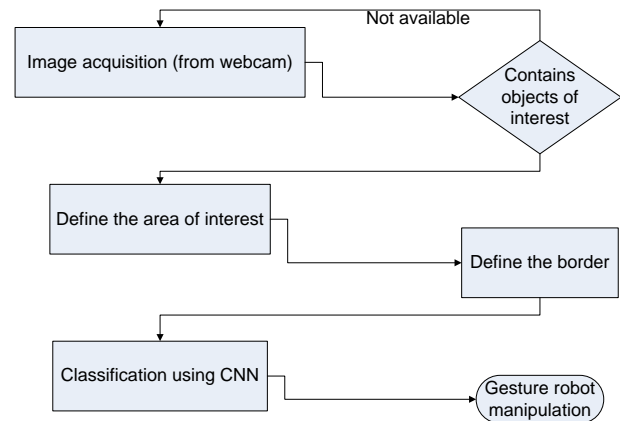 Not available
Image acquisition (from webcam)
Contains
objects of
interest
Define the area of interest
Define the border
Classification using CNN
Gesture robot
manipulation